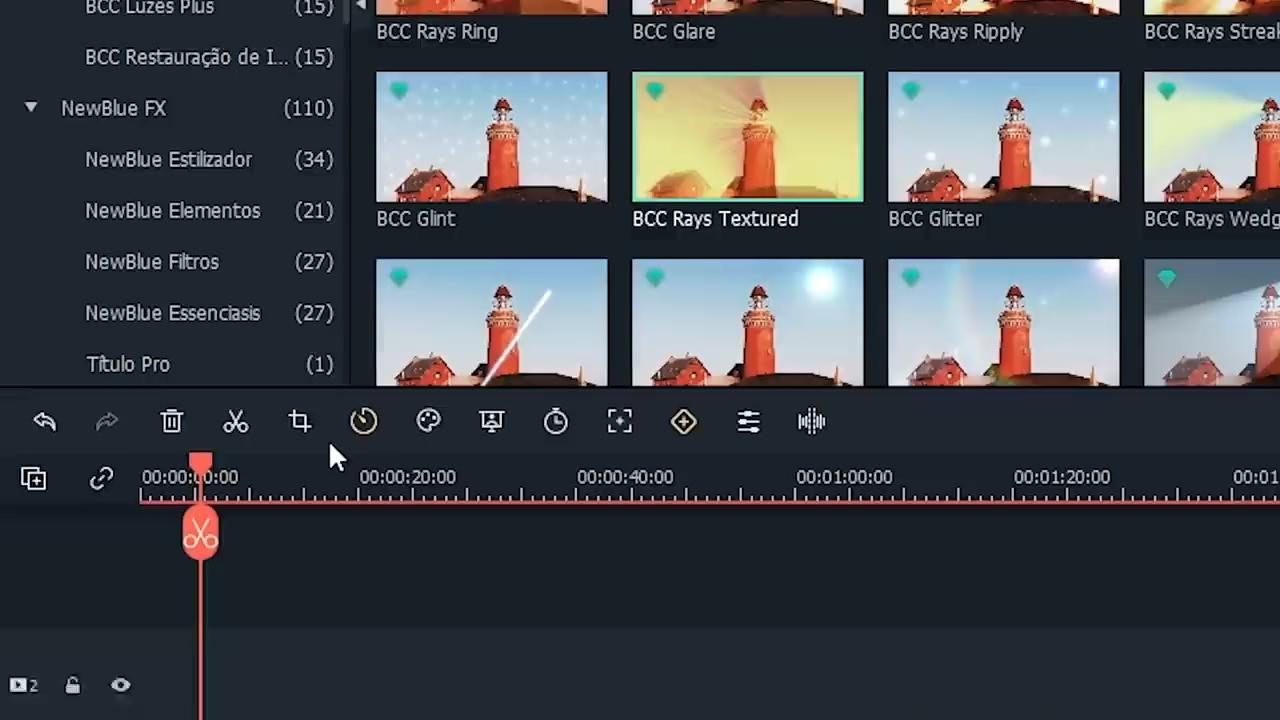 BCC Luzes Plus (15)
BCC Restauração de I... (15)
NewBlue FX (110)
NewBlue Estilizador (34)
NewBlue Elementos (21)
NewBlue Filtros (27)
NewBlue Essenciasis (27)
Título Pro (1)
BCC Rays Ring
BCC Glare
BCC Rays Ripply
BCC Rays Streak
BCC Glint
BCC Rays Textured
BCC Glitter
BCC Rays Wedg
00:00:00:00
00:00:20:00
00:00:40:00
00:01:00:00
00:01:20:00
00:01
2